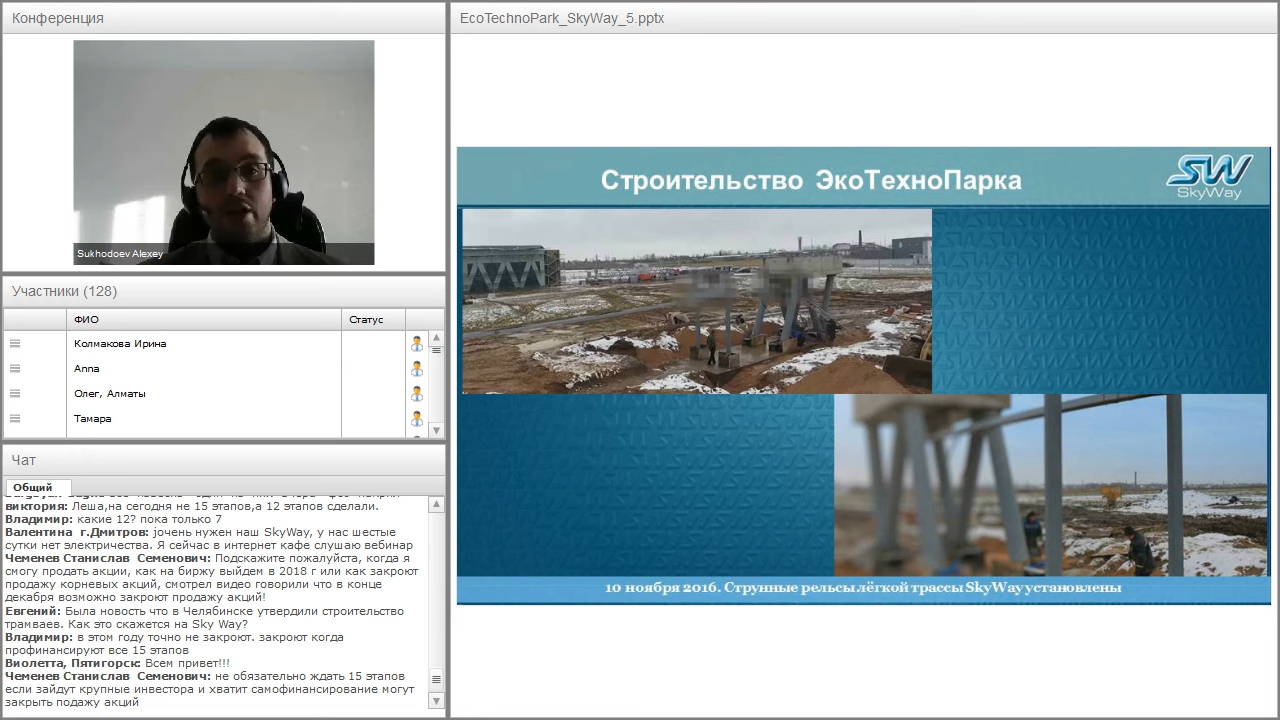 Конференция
Sukhodoev Alexey
Участники (128)
ФИО
Статус
Колмакова Ирина
Anna
Олег, Алматы
Тамара
Чат
Общий
виктория: Леша,на сегодня не 15 этапов,а 12 этапов сделали.
Владимир: какие 12? пока только 7
Валентина г.Дмитров: jочень нужен наш SkyWay, у нас шестые
сутки нет электричества. Я сейчас в интернет кафе слушаю вебинар
Чеменев Станислав Семенович: Подскажите пожалуйста, когда я
смогу продать акции, как на биржу выйдем в 2018 г или как закроют
продажу корневых акций, смотрел видео говорили что в конце
декабря возможно закроют продажу акций!
Евгений: Была новость что в Челябинске утвердили строительство
трамваев. Как это скажется на Sky Way?
Владимир: в этом году точно не закроют. закроют когда
профинансируют все 15 этапов
Виолетта, Пятигорск: Всем привет!!!
Чеменев Станислав Семенович: не обязательно ждать 15 этапов
если зайдут крупные инвестора и хватит самофинансирование могут
закрыть подажу акций
EcoTechnoPark_SkyWay_5.pptx
Строительство ЭкоТехноПарка
SW
SkyWay
10 ноября 2016. Струнные рельсы лёгкой трассы SkyWay установлены